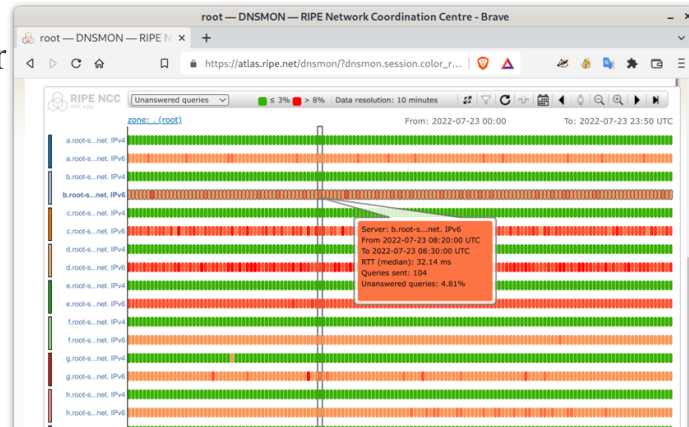 root — DNSMON — RIPE Network Coordination Centre - Brave
root — DNSMON — RIPE N
r
https://atlas.ripe.net/dnsmon/?dnsmon.session.color_r...
RIPE NCC
RIPE Atlas
Unanswered queries
≤ 3% > 8% Data resolution: 10 minutes
zone: . (root)
From: 2022-07-23 00:00 To: 2022-07-23 23:50 UTC
a.root-s...net. IPv4
a.root-s...net. IPv6
b.root-s...net. IPv4
b.root-s...net. IPv6
c.root-s...net. IPv4
c.root-s...net. IPv6
d.root-s...net. IPv4
d.root-s...net. IPv6
e.root-s...net. IPv4
e.root-s...net. IPv6
f.root-s...net. IPv4
f.root-s...net. IPv6
g.root-s...net. IPv4
g.root-s...net. IPv6
h.root-s...net. IPv4
h.root-s...net. IPv6
Server: b.root-s...net. IPv6
From 2022-07-23 08:20:00 UTC
To 2022-07-23 08:30:00 UTC
RTT (median): 32.14 ms
Queries sent: 104
Unanswered queries: 4.81%